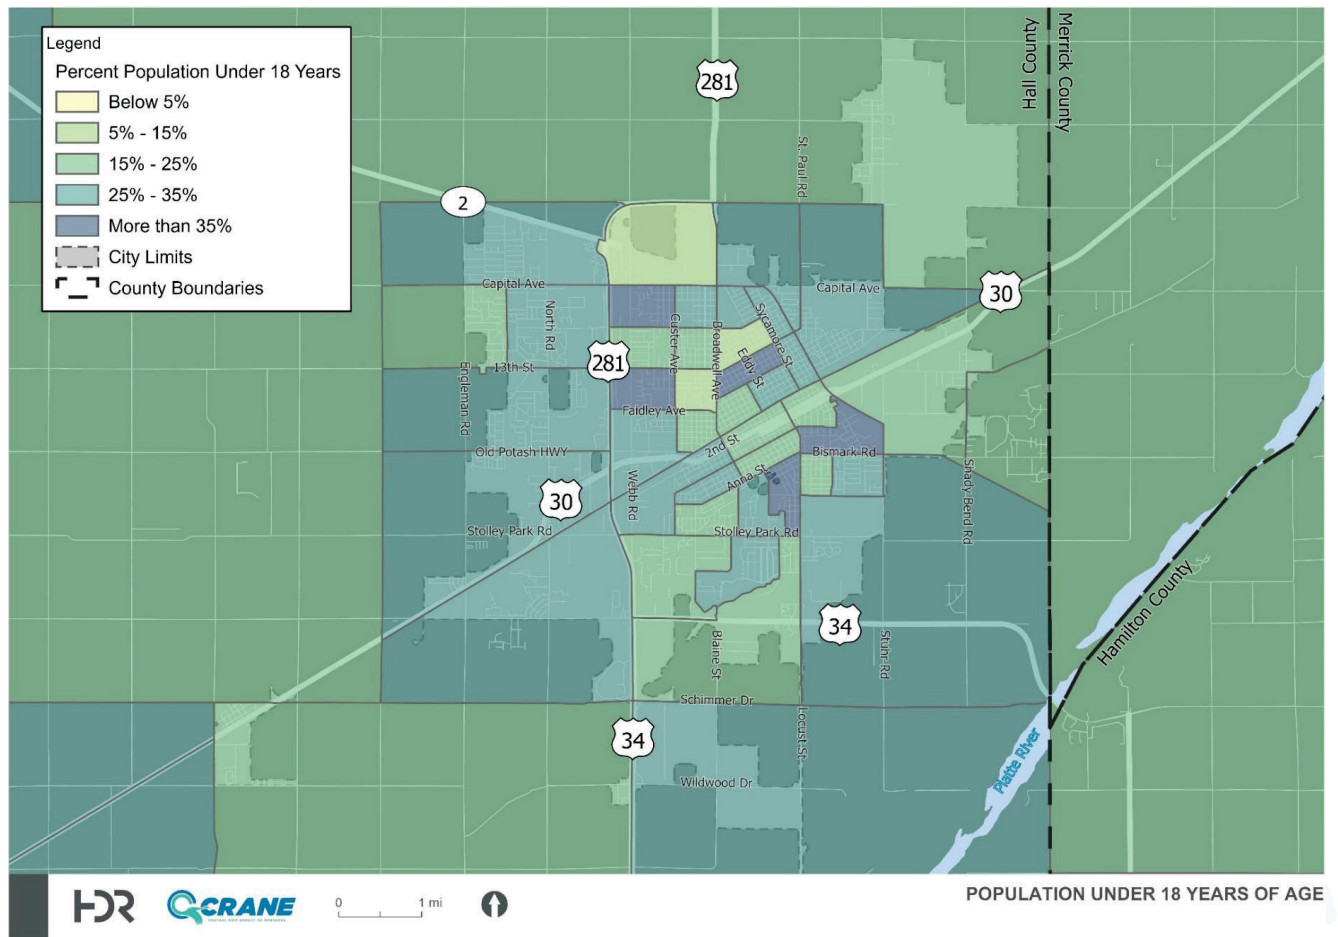 Legend
Percent Population Under 18 Years
Below 5%
5% - 15%
15% - 25%
25% - 35%
More than 35%
City Limits
County Boundaries
281
Hall County
Merrick County
St. Paul Rd
2
Capital Ave
Capital Ave
30
North Rd
Custer Ave
Broadwell Ave
Sycamore St
Eddy St
281
13th St
Engleman Rd
Faidley Ave
2nd St
Old Potash HWY
Bismark Rd
Anna St
Shady Bend Rd
30
Webb Rd
Stolley Park Rd
Stolley Park Rd
34
Hamilton County
Blaine St
Stuhr Rd
Schimmer Dr
Locust St
34
Platte River
Wildwood Dr
HDR
CRANE
0 1 mi
POPULATION UNDER 18 YEARS OF AGE